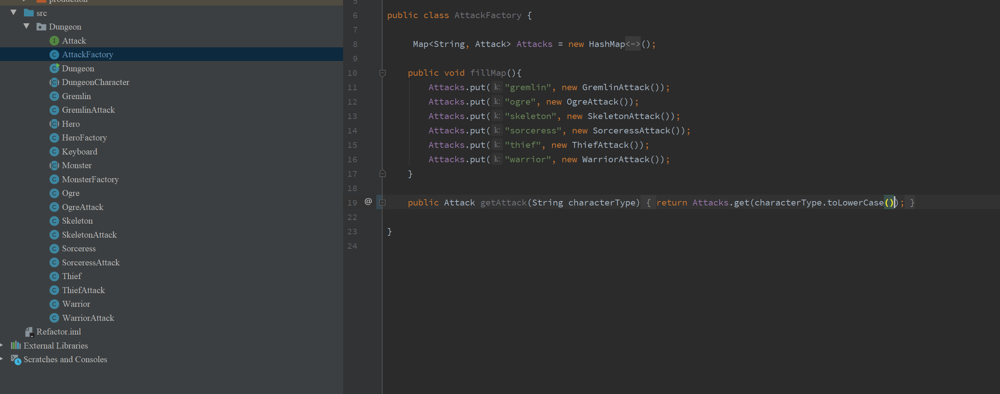 production
src
Dungeon
Attack
AttackFactory
Dungeon
DungeonCharacter
Gremlin
GremlinAttack
Hero
HeroFactory
Keyboard
Monster
MonsterFactory
Ogre
OgreAttack
Skeleton
SkeletonAttack
Sorceress
SorceressAttack
Thief
ThiefAttack
Warrior
WarriorAttack
Refactor.iml
External Libraries
Scratches and Consoles
5
6 public class AttackFactory {
7
8 Map<String, Attack> Attacks = new HashMap<~>();
9
10 public void fillMap(){
11 Attacks.put( k: "gremlin", new GremlinAttack());
12 Attacks.put( k: "ogre", new OgreAttack());
13 Attacks.put( k: "skeleton", new SkeletonAttack());
14 Attacks.put( k: "sorceress", new SorceressAttack());
15 Attacks.put( k: "thief", new ThiefAttack());
16 Attacks.put( k: "warrior", new WarriorAttack());
17 }
18
19 @ public Attack getAttack(String characterType) { return Attacks.get(characterType.toLowerCase()); }
22
23 }
24